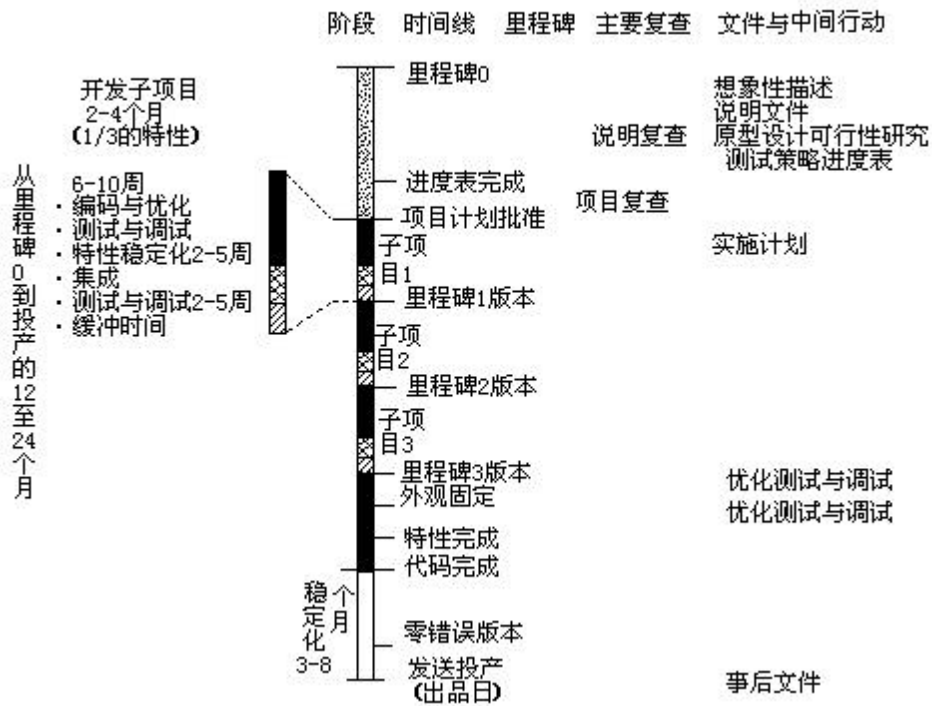 阶段 时间线 里程碑 主要复查 文件与中间行动
里程碑0
开发子项目
2-4个月
(1/3的特性)
想象性描述
说明文件
说明复查 原型设计可行性研究
测试策略进度表
从里程碑0到投产的12至24个月
6-10周
·编码与优化
·测试与调试
·特性稳定化2-5周
·集成
·测试与调试2-5周
·缓冲时间
进度表完成
项目复查
项目计划批准
子项
目1
实施计划
里程碑1版本
子项
目2
里程碑2版本
子项
目3
里程碑3版本
外观固定
优化测试与调试
优化测试与调试
特性完成
代码完成
稳定化
3-8
个月
零错误版本
发送投产
(出品日)
事后文件